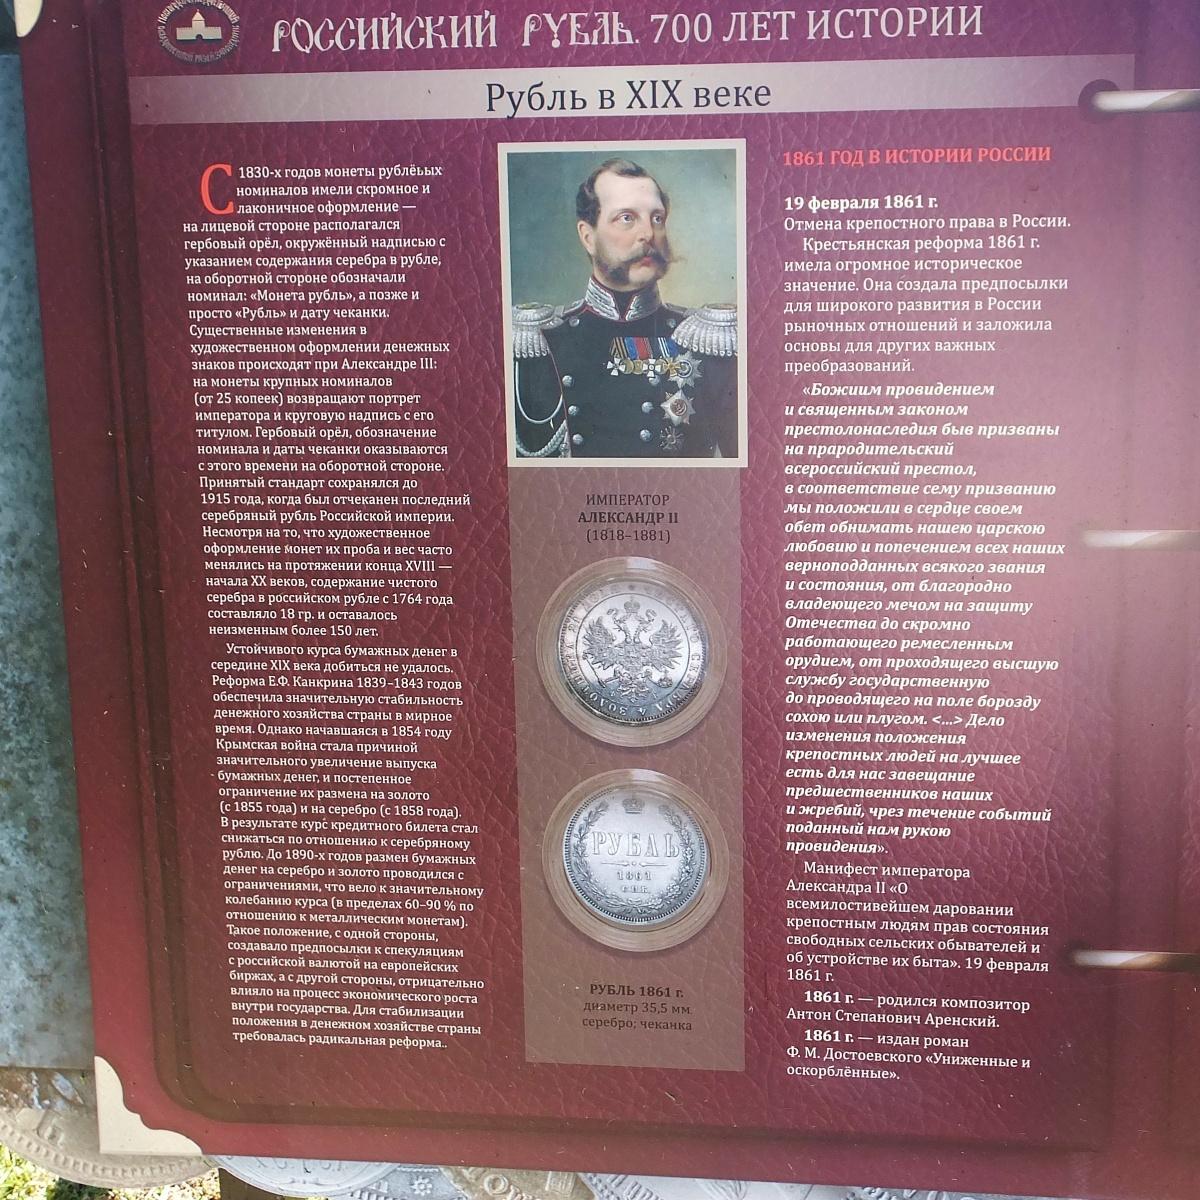 РОССИЙСКИЙ РУБЛЬ. 700 ЛЕТ ИСТОРИИ
Рубль в XIX веке
С 1830-х годов монеты рублёвых
номиналов имели скромное и
лаконичное оформление —
на лицевой стороне располагался
гербовый орёл, окружённый надписью с
указанием содержания серебра в рубле,
на оборотной стороне обозначали
номинал: «Монета рубль», а позже и
просто «Рубль» и дату чеканки.
Существенные изменения в
художественном оформлении денежных
знаков происходят при Александре III:
на монеты крупных номиналов
(от 25 копеек) возвращают портрет
императора и круговую надпись с его
титулом. Гербовый орёл, обозначение
номинала и даты чеканки оказываются
с этого времени на оборотной стороне.
Принятый стандарт сохранялся до
1915 года, когда был отчеканен последний
серебряный рубль Российской империи.
Несмотря на то, что художественное
оформление монет их проба и вес часто
менялись на протяжении конца XVIII —
начала XX веков, содержание чистого
серебра в российском рубле с 1764 года
составляло 18 гр. и оставалось
неизменным более 150 лет.
Устойчивого курса бумажных денег в
середине XIX века добиться не удалось.
Реформа Е.Ф. Канкрина 1839–1843 годов
обеспечила значительную стабильность
денежного хозяйства страны в мирное
время. Однако начавшаяся в 1854 году
Крымская война стала причиной
значительного увеличение выпуска
бумажных денег, и постепенное
ограничение их размена на золото
(с 1855 года) и на серебро (с 1858 года).
В результате курс кредитного билета стал
снижаться по отношению к серебряному
рублю. До 1890-х годов размен бумажных
денег на серебро и золото проводился с
ограничениями, что вело к значительному
колебанию курса (в пределах 60–90 % по
отношению к металлическим монетам).
Такое положение, с одной стороны,
создавало предпосылки к спекуляциям
с российской валютой на европейских
биржах, а с другой стороны, отрицательно
влияло на процесс экономического роста
внутри государства. Для стабилизации
положения в денежном хозяйстве страны
требовалась радикальная реформа..
ИМПЕРАТОР
АЛЕКСАНДР II
(1818–1881)
РУБЛЬ
1861
С.П.Б.
РУБЛЬ 1861 г.
диаметр 35,5 мм
серебро; чеканка
1861 ГОД В ИСТОРИИ РОССИИ
19 февраля 1861 г.
Отмена крепостного права в России.
Крестьянская реформа 1861 г.
имела огромное историческое
значение. Она создала предпосылки
для широкого развития в России
рыночных отношений и заложила
основы для других важных
преобразований.
«Божиим провидением
и священным законом
престолонаследия быв призваны
на прародительский
всероссийский престол,
в соответствие сему призванию
мы положили в сердце своем
обет обнимать нашею царскою
любовию и попечением всех наших
верноподданных всякого звания
и состояния, от благородно
владеющего мечом на защиту
Отечества до скромно
работающего ремесленным
орудием, от проходящего высшую
службу государственную
до проводящего на поле борозду
сохою или плугом. <...> Дело
изменения положения
крепостных людей на лучшее
есть для нас завещание
предшественников наших
и жребий, чрез течение событий
поданный нам рукою
провидения».
Манифест императора
Александра II «О
всемилостивейшем даровании
крепостным людям прав состояния
свободных сельских обывателей и
об устройстве их быта». 19 февраля
1861 г.
1861 г. — родился композитор
Антон Степанович Аренский.
1861 г. — издан роман
Ф. М. Достоевского «Униженные и
оскорблённые».